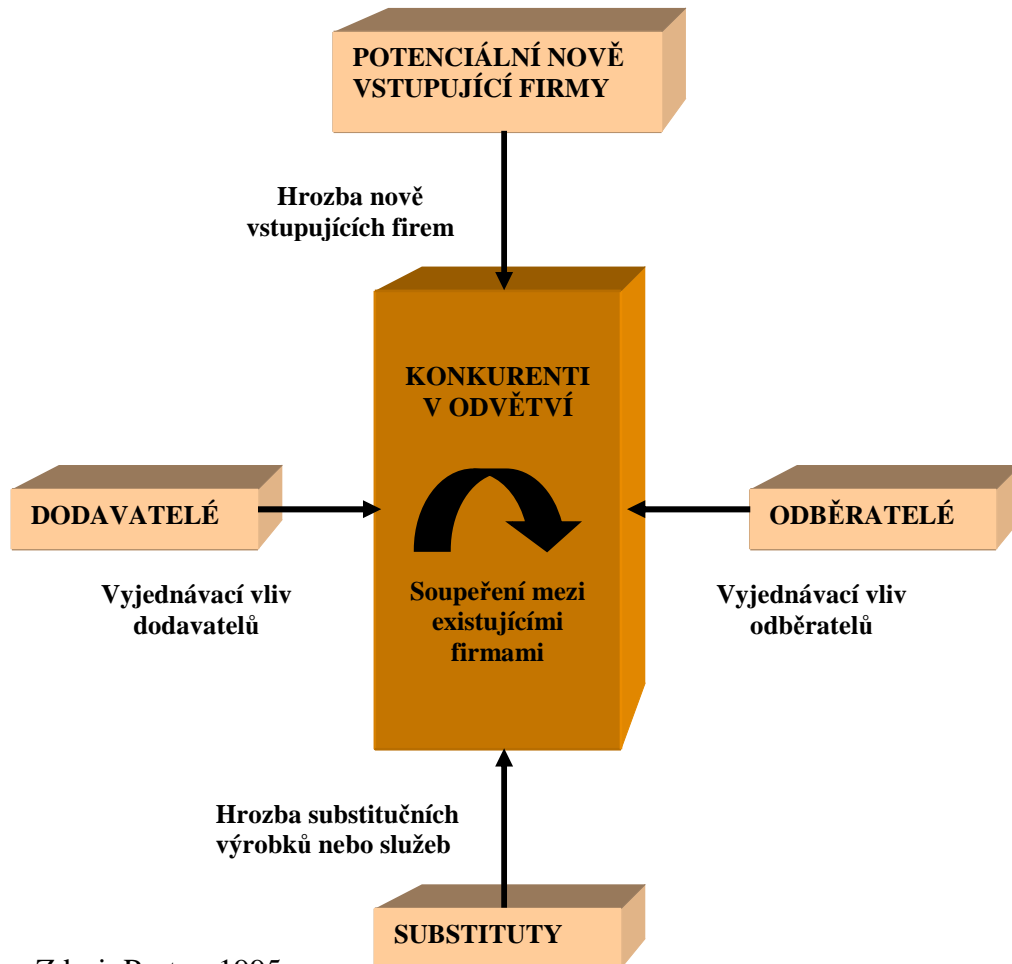 POTENCIÁLNÍ NOVĚ
VSTUPUJÍCÍ FIRMY
Hrozba nově
vstupujících firem
KONKURENTI
V ODVĚTVÍ
DODAVATELÉ
ODBĚRATELÉ
Vyjednávací vliv
dodavatelů
Soupeření mezi
existujícími
firmami
Vyjednávací vliv
odběratelů
Hrozba substitučních
výrobků nebo služeb
SUBSTITUTY